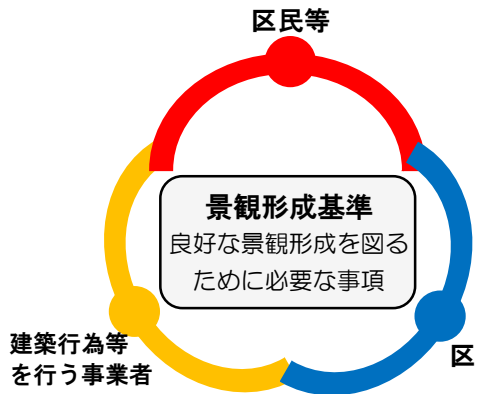 区民等
景観形成基準
良好な景観形成を図る
ために必要な事項
建築行為等
を行う事業者
区